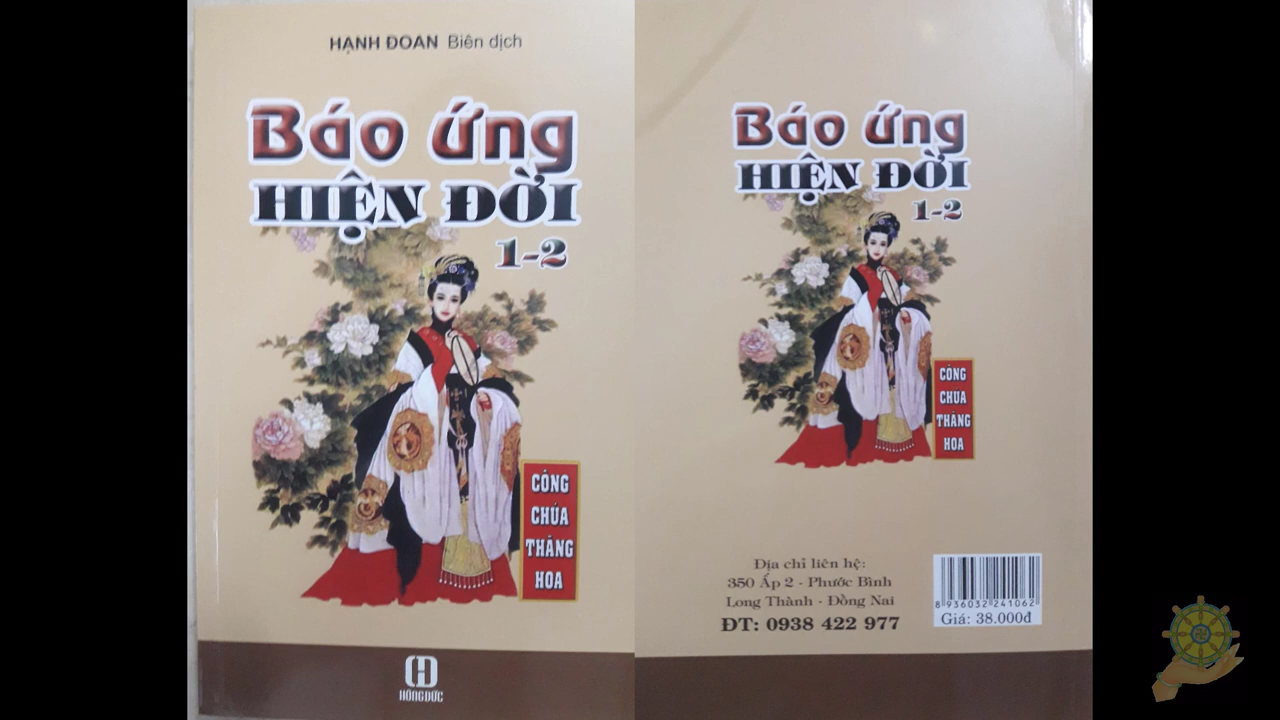 HẠNH ĐOAN Biên dịch
Báo ứng
HIỆN ĐỜI
1-2
CÔNG
CHÚA
THĂNG
HOA
HỒNG ĐỨC
Báo ứng
HIỆN ĐỜI
1-2
CÔNG
CHÚA
THĂNG
HOA
Địa chỉ liên hệ:
350 Ấp 2 - Phước Bình
Long Thành - Đồng Nai
ĐT: 0938 422 977
8 936032 241062
Giá: 38.000đ